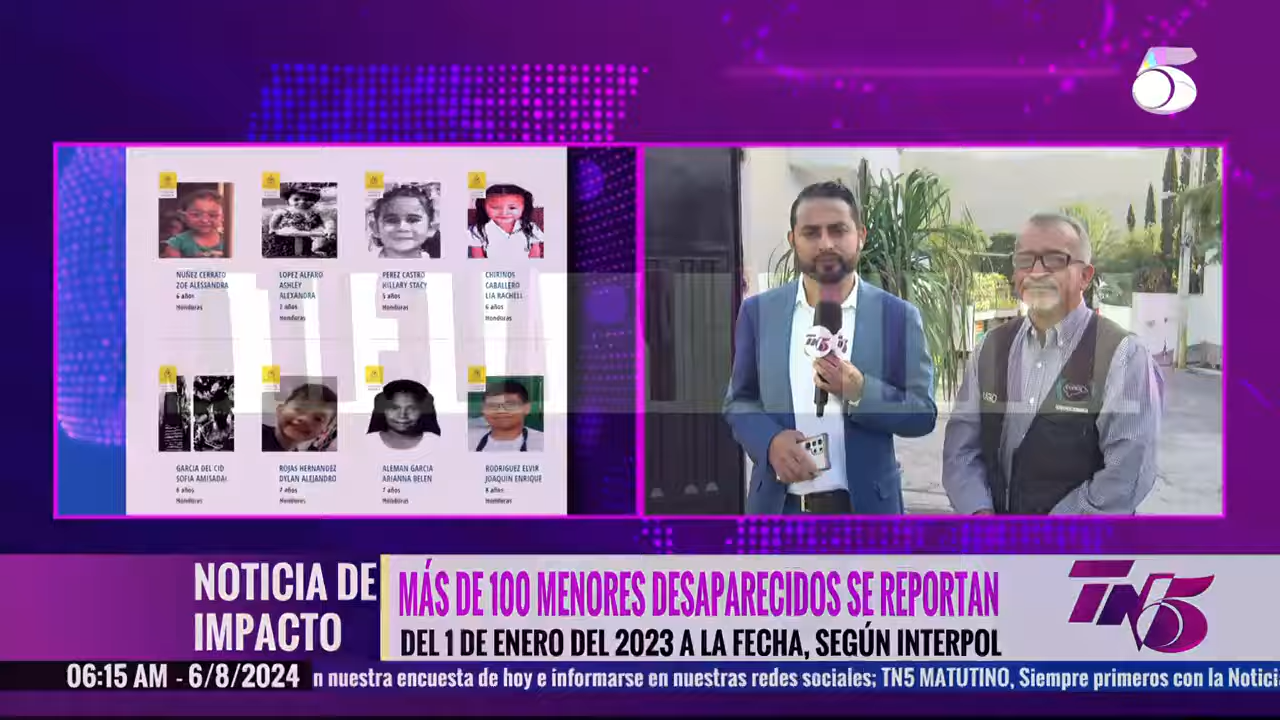 5
NUÑEZ CERRATO
ZOE ALESSANDRA
6 años
Honduras
LOPEZ ALFARO
ASHLEY
ALEXANDRA
Honduras
PEREZ CASTRO
HILLARY STACY
5 años
Honduras
CHIRINOS
CABALLERO
LIA RACHELL
6 años
Honduras
GARCIA DEL CID
SOFIA AMISADAI
6 años
Honduras
ROJAS HERNANDEZ
DYLAN ALEJANDRO
7 años
Honduras
ALEMAN GARCIA
ARIANNA BELEN
7 años
Honduras
RODRIGUEZ ELVIR
JOAQUIN ENRIQUE
8 años
Honduras
TN5
NOTICIA DE
IMPACTO
MÁS DE 100 MENORES DESAPARECIDOS SE REPORTAN
DEL 1 DE ENERO DEL 2023 A LA FECHA, SEGÚN INTERPOL
TN5
06:15 AM - 6/8/2024
n nuestra encuesta de hoy e informarse en nuestras redes sociales; TN5 MATUTINO, Siempre primeros con la Notici